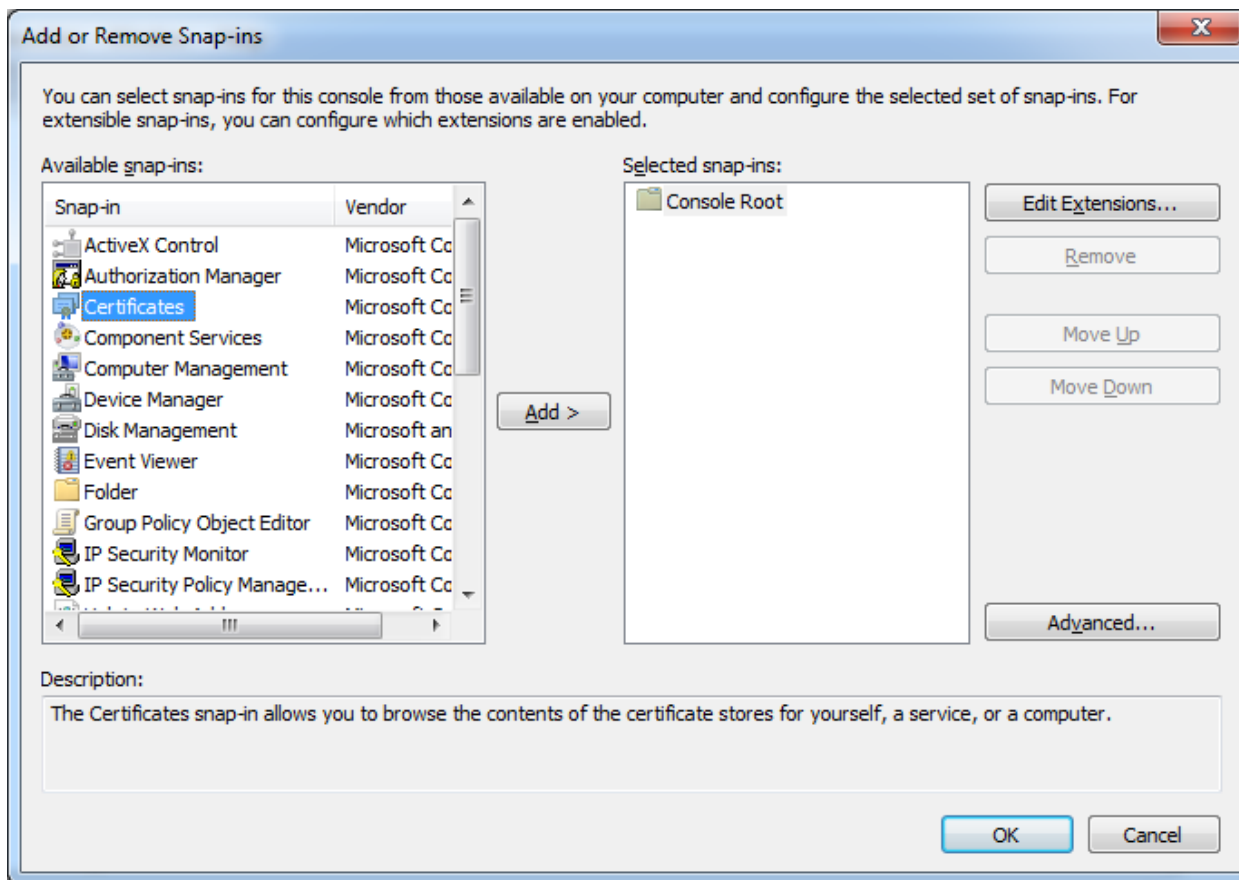 Add or Remove Snap-ins
You can select snap-ins for this console from those available on your computer and configure the selected set of snap-ins. For
extensible snap-ins, you can configure which extensions are enabled.
Available snap-ins:
Selected snap-ins:
Snap-in Vendor
ActiveX Control Microsoft Co
Authorization Manager Microsoft Co
Certificates Microsoft Co
Component Services Microsoft Co
Computer Management Microsoft Co
Device Manager Microsoft Co
Disk Management Microsoft an
Event Viewer Microsoft Co
Folder Microsoft Co
Group Policy Object Editor Microsoft Co
IP Security Monitor Microsoft Co
IP Security Policy Manage... Microsoft Co
Add >
Console Root
Edit Extensions...
Remove
Move Up
Move Down
Advanced...
Description:
The Certificates snap-in allows you to browse the contents of the certificate stores for yourself, a service, or a computer.
OK
Cancel